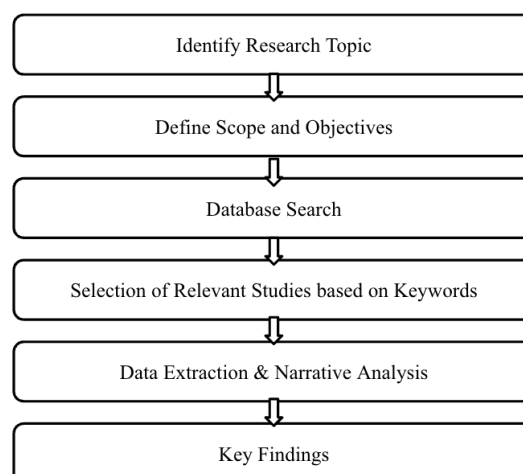 Identify Research Topic
Define Scope and Objectives
Database Search
Selection of Relevant Studies based on Keywords
Data Extraction & Narrative Analysis
Key Findings